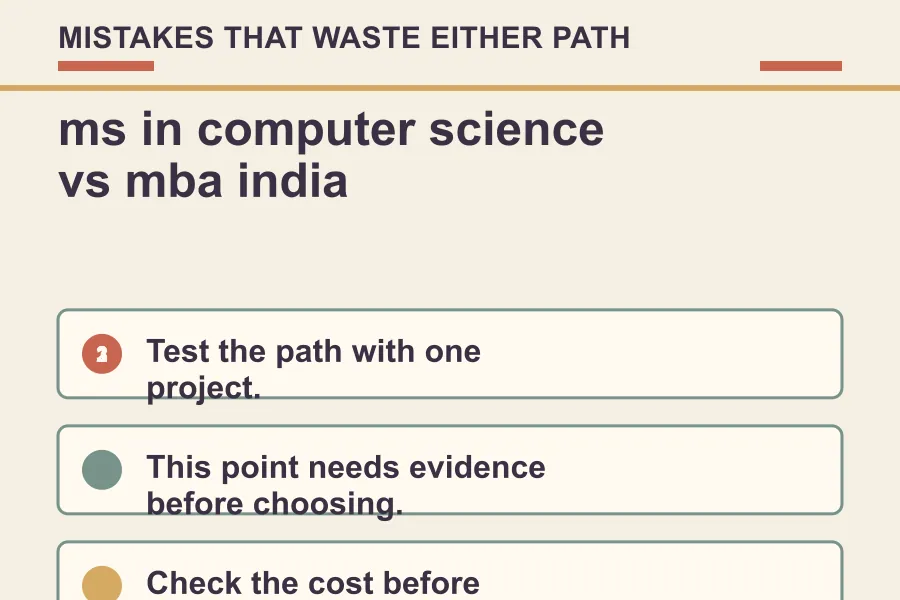 MISTAKES THAT WASTE EITHER PATH
ms in computer science
vs mba india
Test the path with one
project.
This point needs evidence
before choosing.
Check the cost before